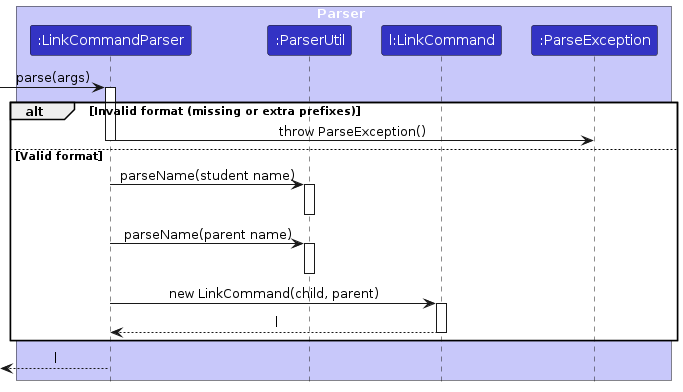 Parser
:LinkCommandParser
:ParserUtil
l:LinkCommand
:ParseException
parse(args)
alt
[Invalid format (missing or extra prefixes)]
throw ParseException()
[Valid format]
parseName(student name)
parseName(parent name)
new LinkCommand(child, parent)
l
l